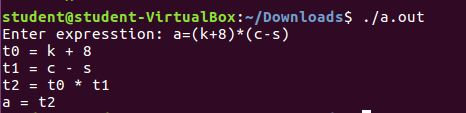 student@student-VirtualBox:~/Downloads$ ./a.out
Enter expresstion: a=(k+8)*(c-s)
t0 = k + 8
t1 = c - s
t2 = t0 * t1
a = t2